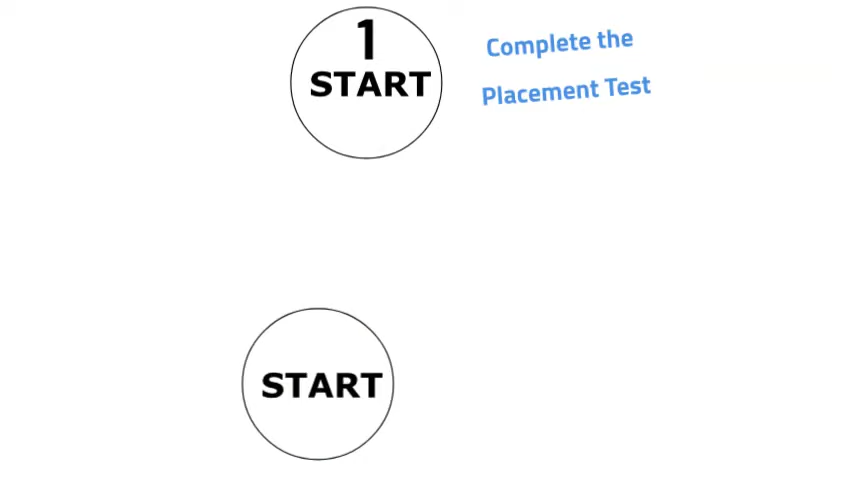 1
START
Complete the
Placement Test
START